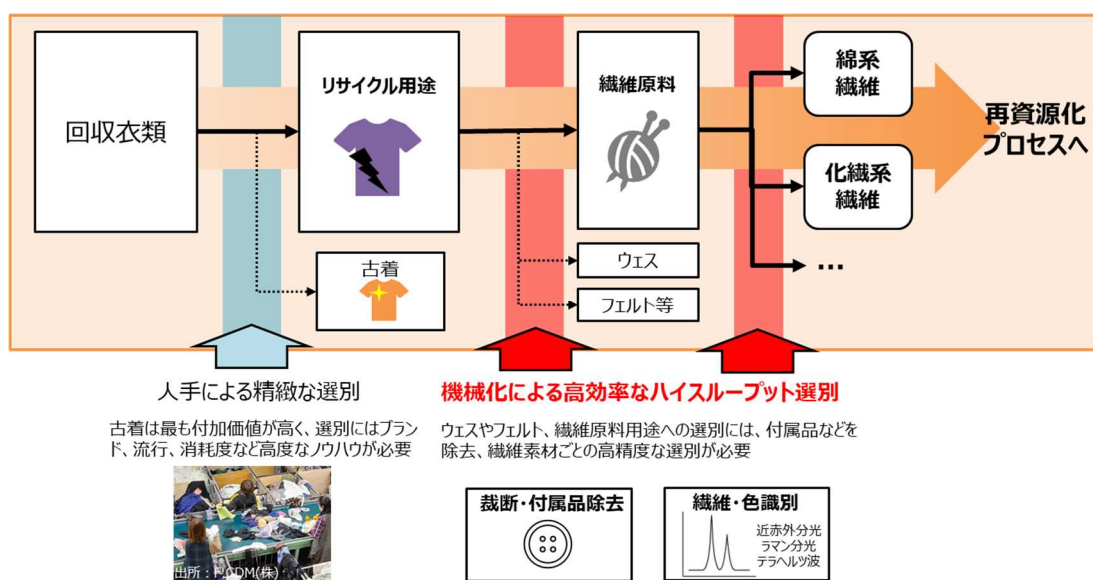 回収衣類
リサイクル用途
繊維原料
綿系
繊維
化繊系
繊維
…
再資源化
プロセスへ
古着
ウェス
フェルト等
人手による精緻な選別
古着は最も付加価値が高く、選別にはブラン
ド、流行、消耗度など高度なノウハウが必要
出所：F CDM(株)
機械化による高効率なハイスループット選別
ウェスやフェルト、繊維原料用途への選別には、付属品などを
除去、繊維素材ごとの高精度な選別が必要
裁断・付属品除去
繊維・色識別
近赤外分光
ラマン分光
テラヘルツ波